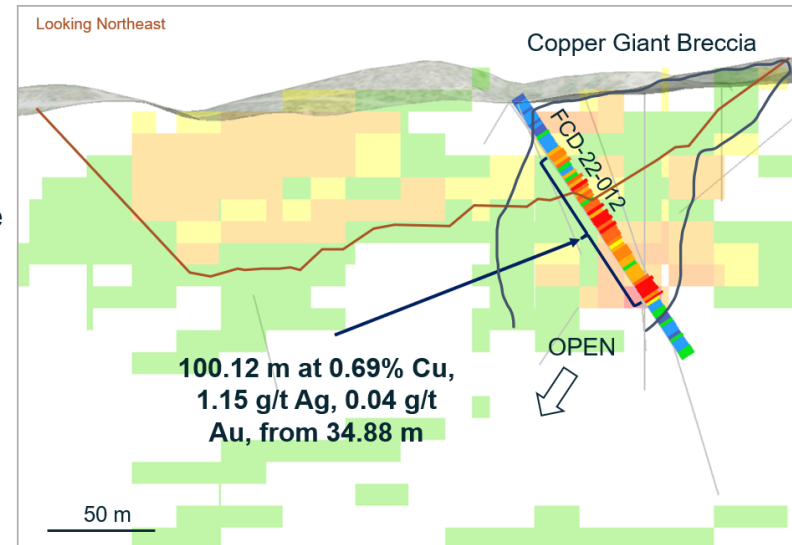 Looking Northeast
Copper Giant Breccia
FCD-22-012
e
100.12 m at 0.69% Cu,
1.15 g/t Ag, 0.04 g/t
Au, from 34.88 m
OPEN
50 m